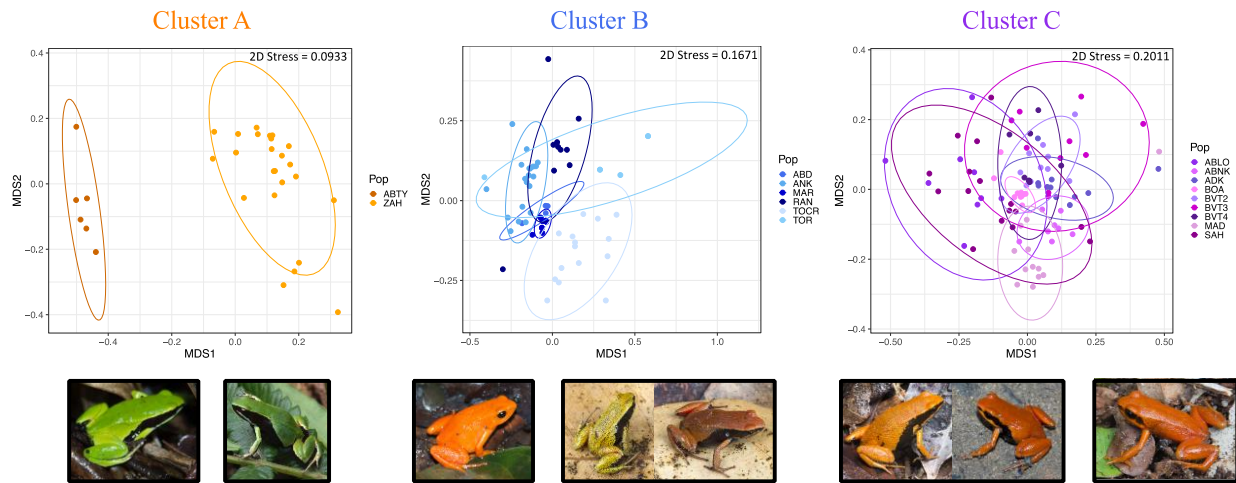 Cluster A
Cluster B
Cluster C
2D Stress = 0.0933
0.4
0.2
0.0
−0.2
−0.4
MDS2
−0.4
−0.2
0.0
0.2
MDS1
Pop
ABTY
ZAH
2D Stress = 0.1671
0.25
0.00
−0.25
MDS2
−0.5
0.0
0.5
1.0
MDS1
Pop
ABD
ANK
MAR
RAN
TOCR
TOR
2D Stress = 0.2011
0.4
0.2
0.0
−0.2
−0.4
MDS2
−0.50
−0.25
0.00
0.25
0.50
MDS1
Pop
ABLO
ABNK
ADK
BOA
BVT2
BVT3
BVT4
MAD
SAH